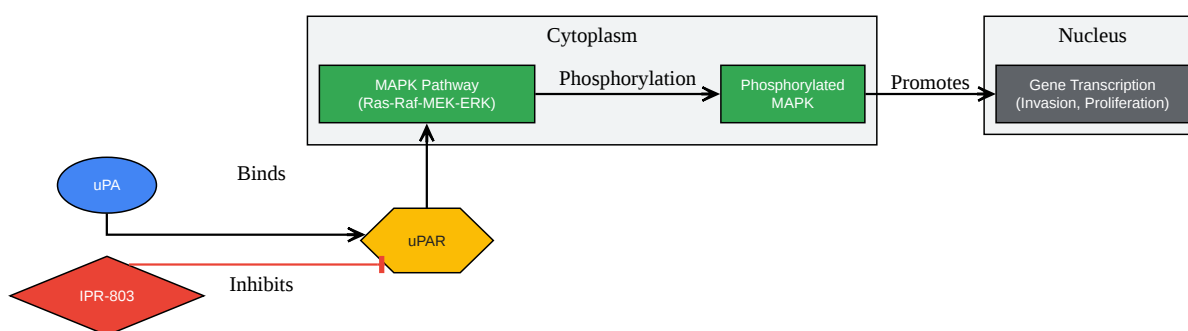 Cytoplasm
Nucleus
MAPK Pathway
(Ras-Raf-MEK-ERK)
Phosphorylation
Phosphorylated
MAPK
Promotes
Gene Transcription
(Invasion, Proliferation)
Binds
uPA
uPAR
Inhibits
IPR-803